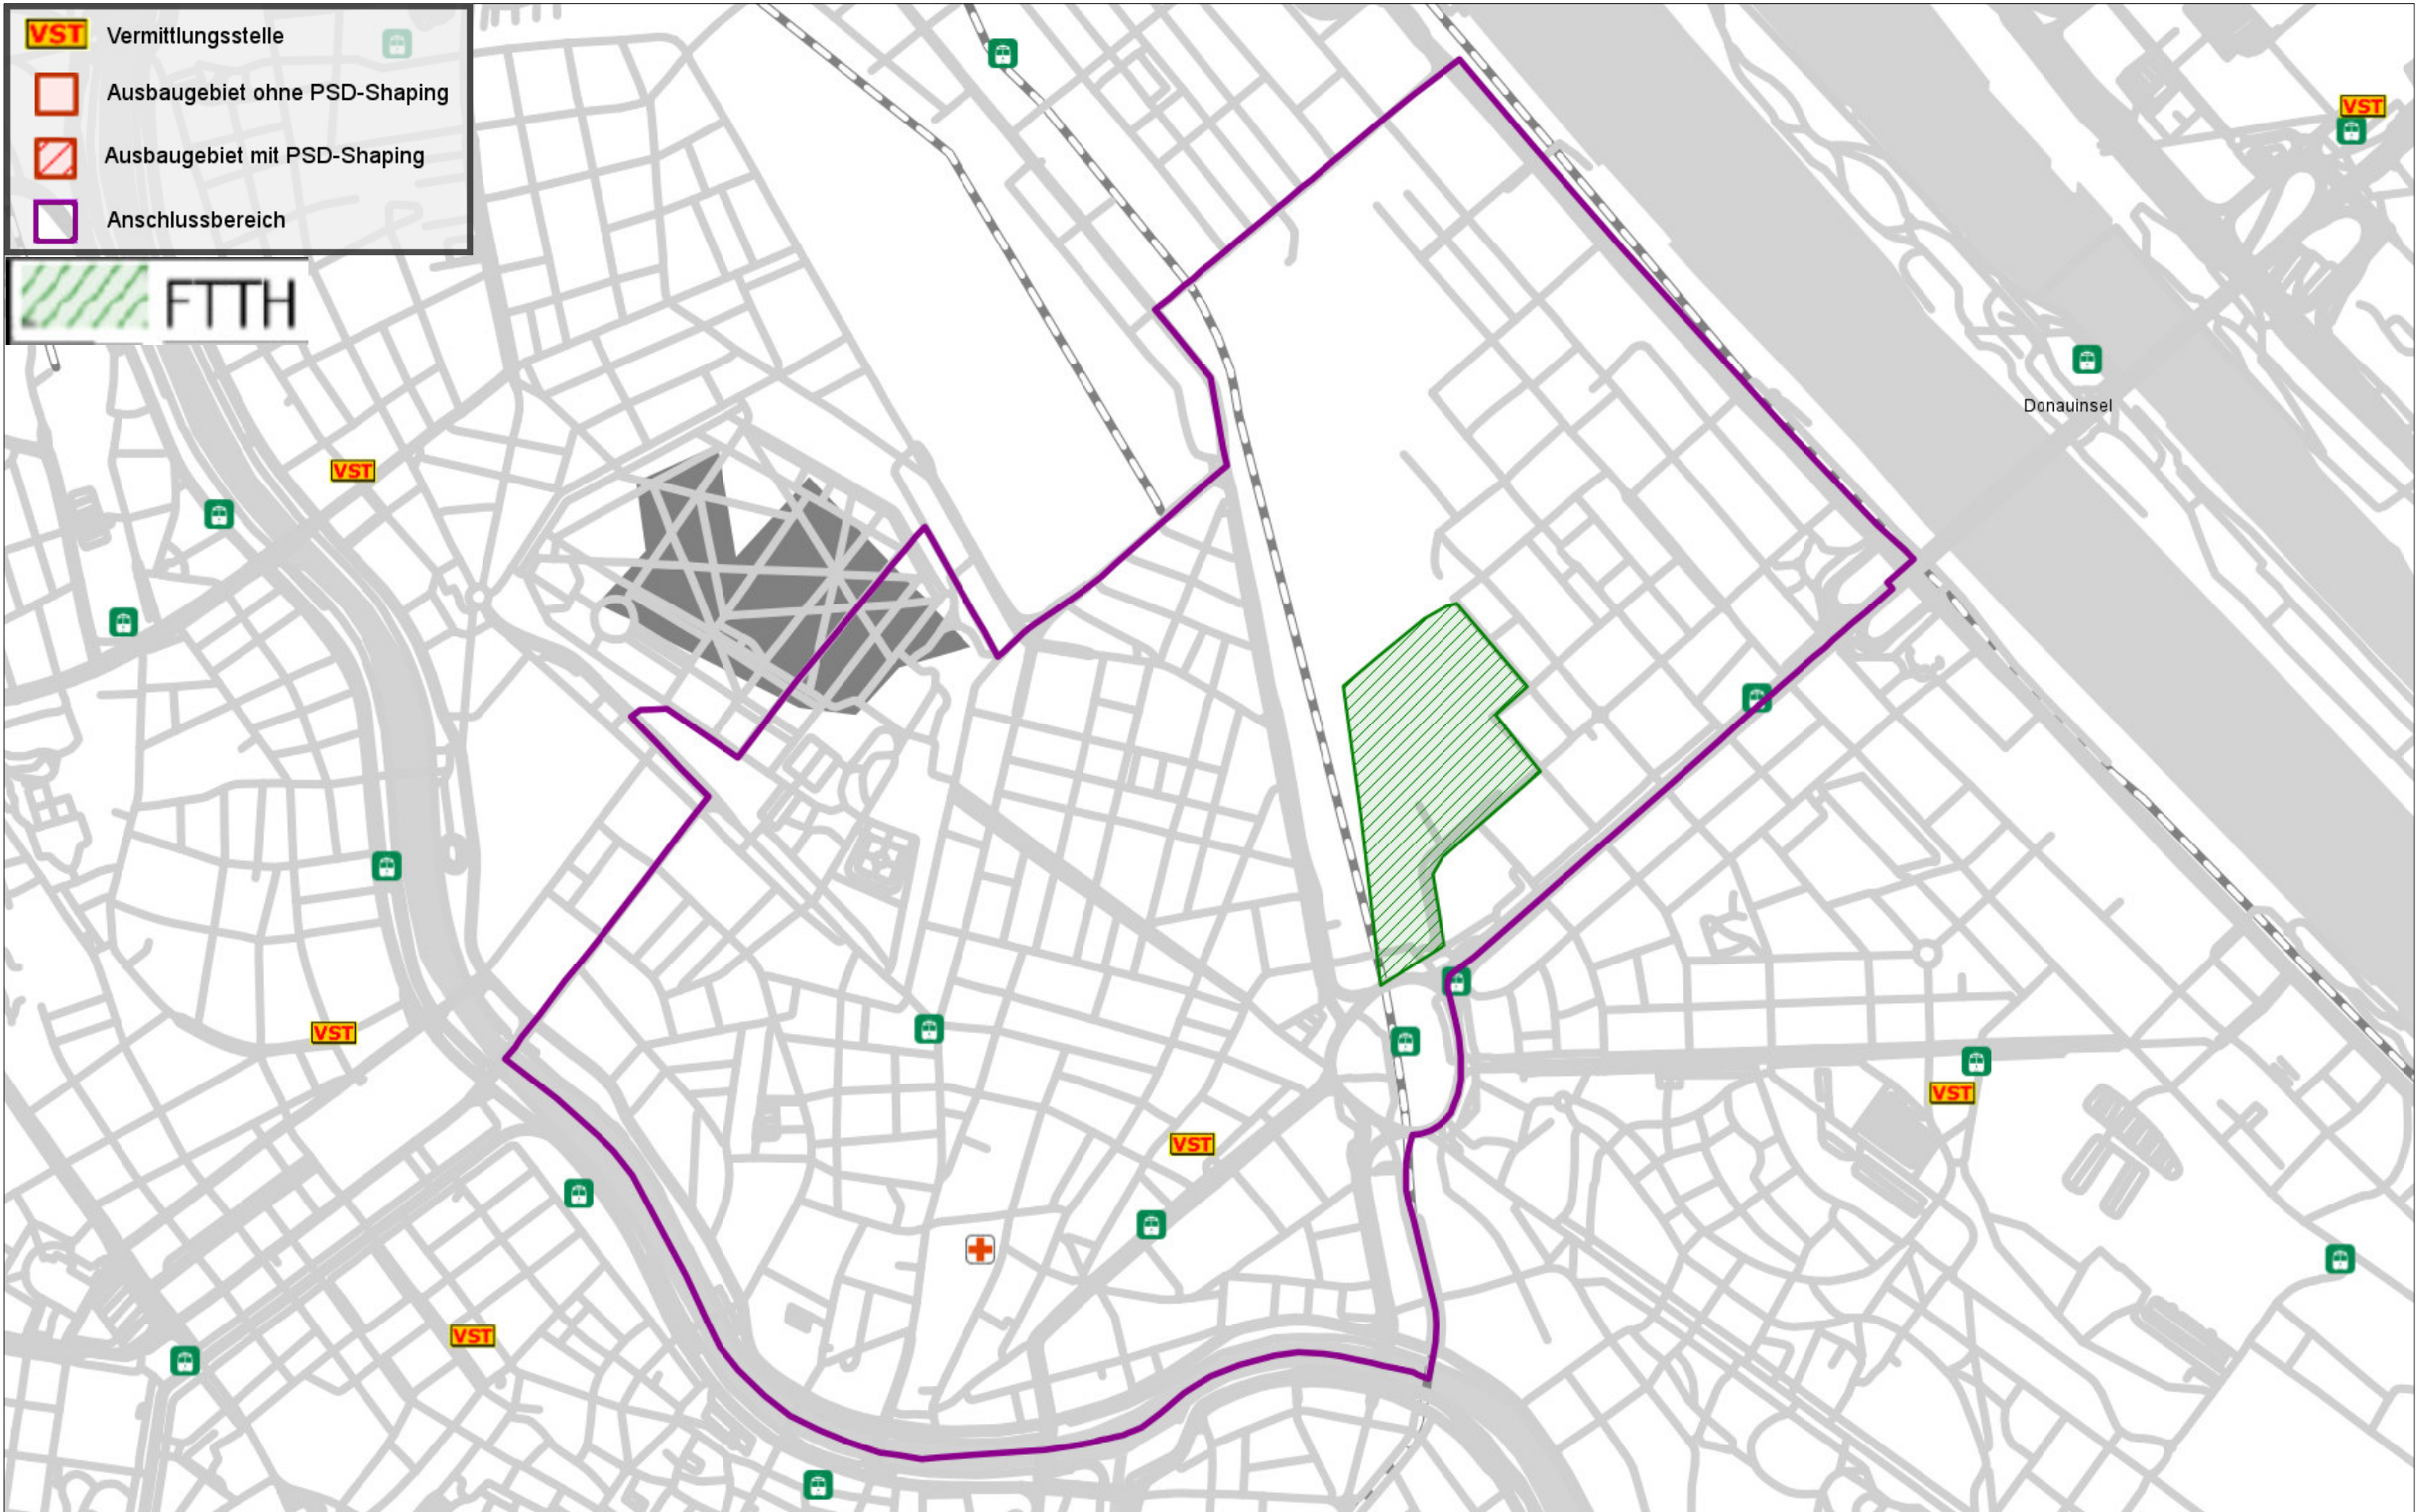 VST Vermittlungsstelle
Ausbaugebiet ohne PSD-Shaping
Ausbaugebiet mit PSD-Shaping
Anschlussbereich
FTTH
VST
Donauinsel
VST
VST
VST
VST
VST